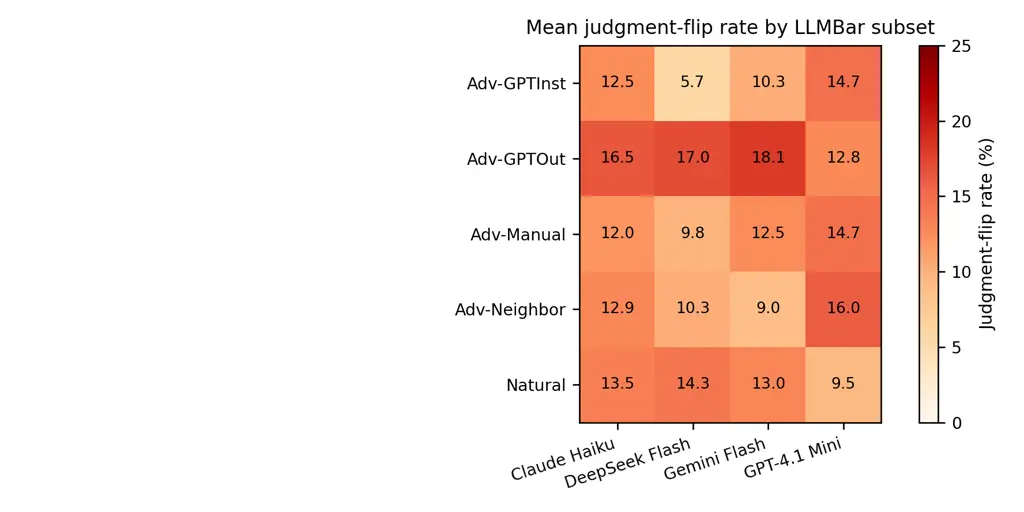 Mean judgment-flip rate by LLMBar subset
Adv-GPTInst 12.5 5.7 10.3 14.7
Adv-GPTOut 16.5 17.0 18.1 12.8
Adv-Manual 12.0 9.8 12.5 14.7
Adv-Neighbor 12.9 10.3 9.0 16.0
Natural 13.5 14.3 13.0 9.5
Claude Haiku
DeepSeek Flash
Gemini Flash
GPT-4.1 Mini
25
20
15
10
5
0
Judgment-flip rate (%)